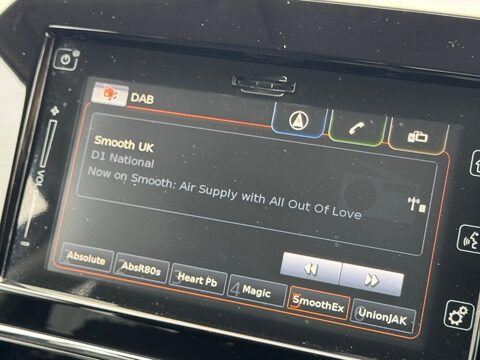 DAB
Smooth UK
D1 National
Now on Smooth: Air Supply with All Out Of Love
VOL
Absolute
AbsR80s
Heart Pb
4 Magic
SmoothEx
UnionJAK